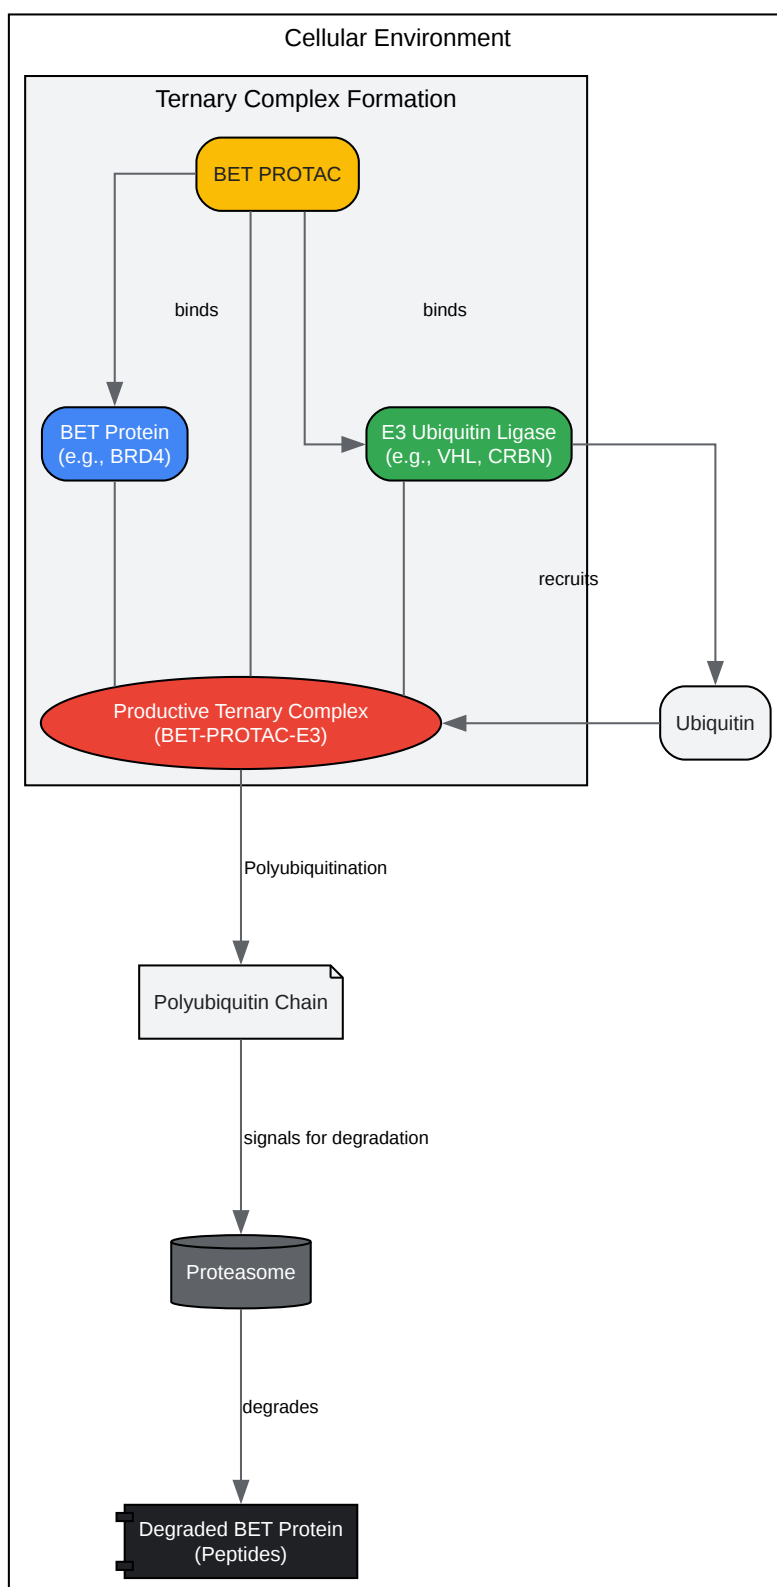 Cellular Environment
Ternary Complex Formation
BET PROTAC
binds
binds
BET Protein
(e.g., BRD4)
E3 Ubiquitin Ligase
(e.g., VHL, CRBN)
recruits
Productive Ternary Complex
(BET-PROTAC-E3)
Ubiquitin
Polyubiquitination
Polyubiquitin Chain
signals for degradation
Proteasome
degrades
Degraded BET Protein
(Peptides)